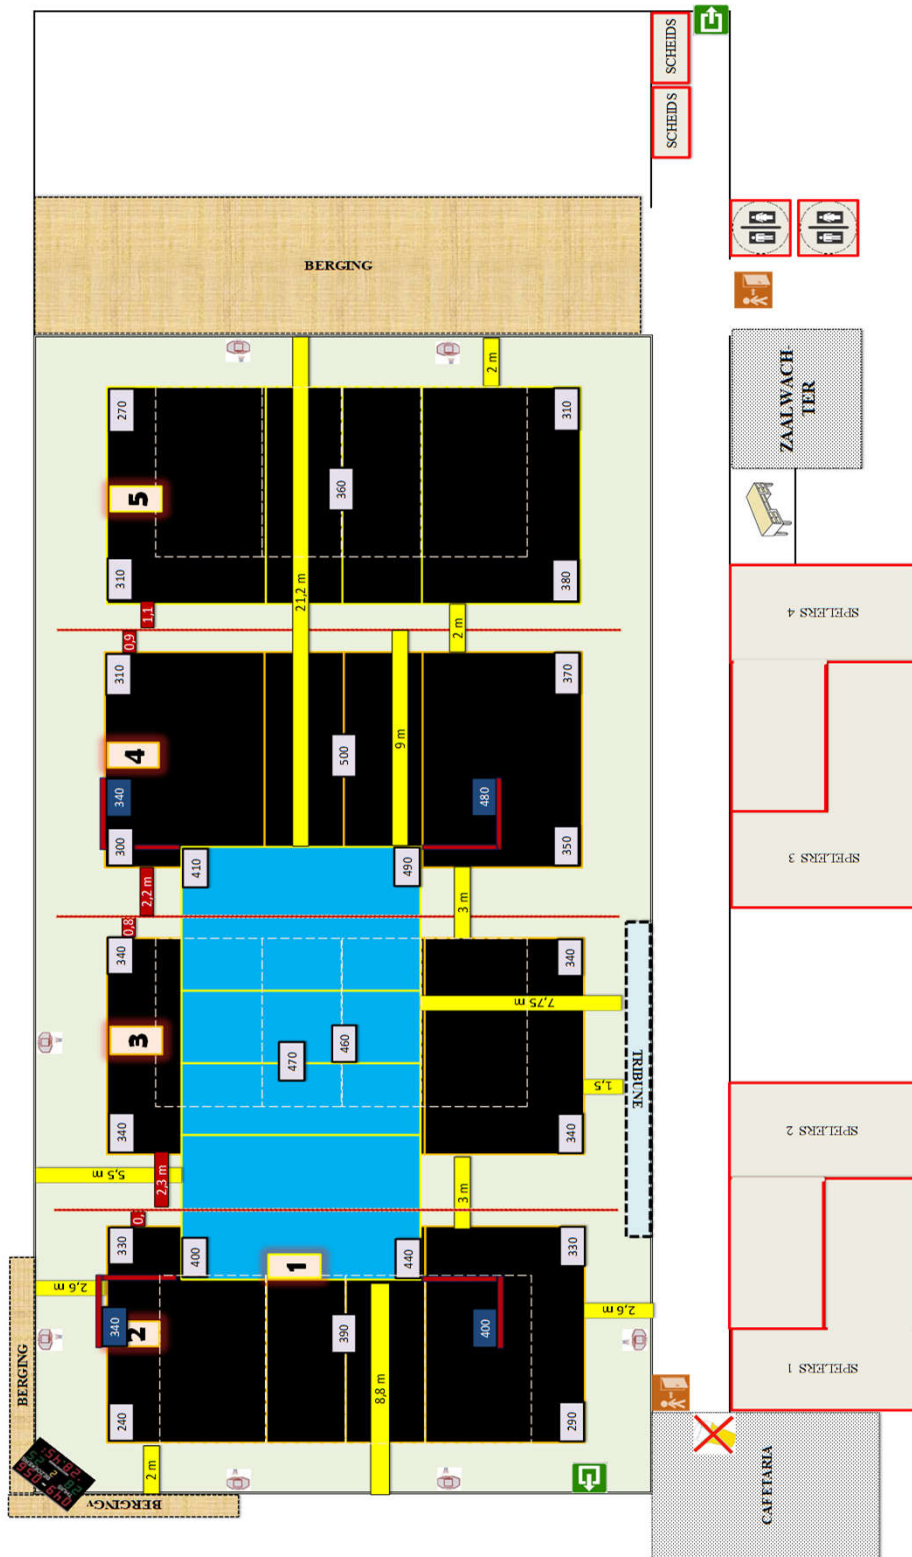 SCHEIDS
SCHEIDS
BERGING
ZAALWACH-
TER
2 m
270
310
5
360
21,2 m
310
380
1,1
2 m
0,9
310
370
4
9 m
500
340
480
300
350
410
490
2,2 m
3 m
0,8
340
340
3
7,75 m
460
470
TRIBUNE
1,5
340
340
5,5 m
2,3 m
3 m
0,
330
330
400
440
1
2,6 m
2,6 m
340
2
390
400
8,8 m
240
290
2 m
BERGING
BERGINGv
SPELERS 4
SPELERS 3
SPELERS 2
SPELERS 1
CAFETARIA